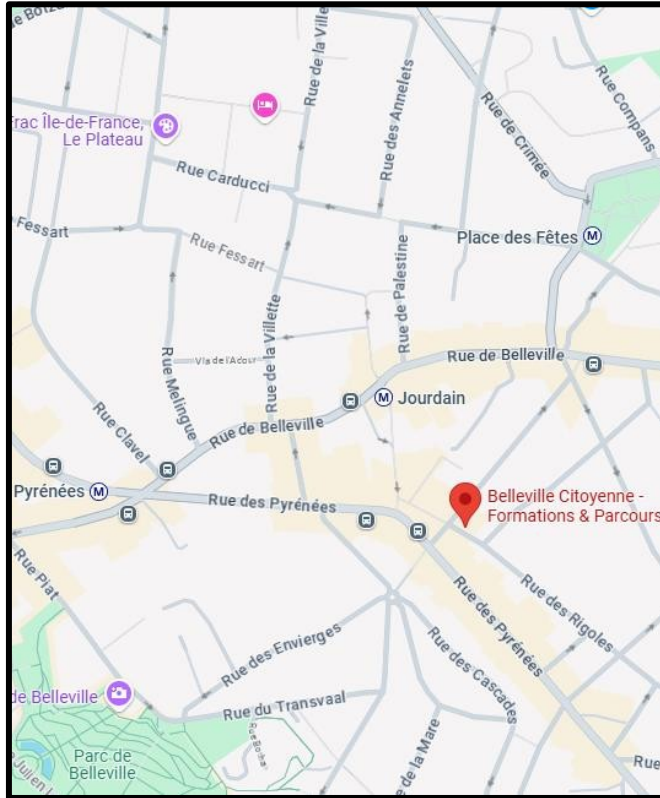 Rue de la Ville
Rue des Annelets
Rue Compans
Rue de Crimée
Frac Île-de-France,
Le Plateau
Rue Carducci
Fessart
Rue Fessart
Place des Fêtes
Rue de Palestine
Rue de la Villette
Villa de l'Adour
Rue Melingue
Rue de Belleville
Jourdain
Rue Clavel
Rue de Belleville
Pyrénées
Rue des Pyrénées
Belleville Citoyenne -
Formations & Parcours
Rue Piat
Rue des Rigoles
Rue des Pyrénées
Rue des Envierges
Rue des Cascades
de Belleville
Rue du Transvaal
Rue Botha
Parc de
Belleville
e de la Mare
Julien
Rue